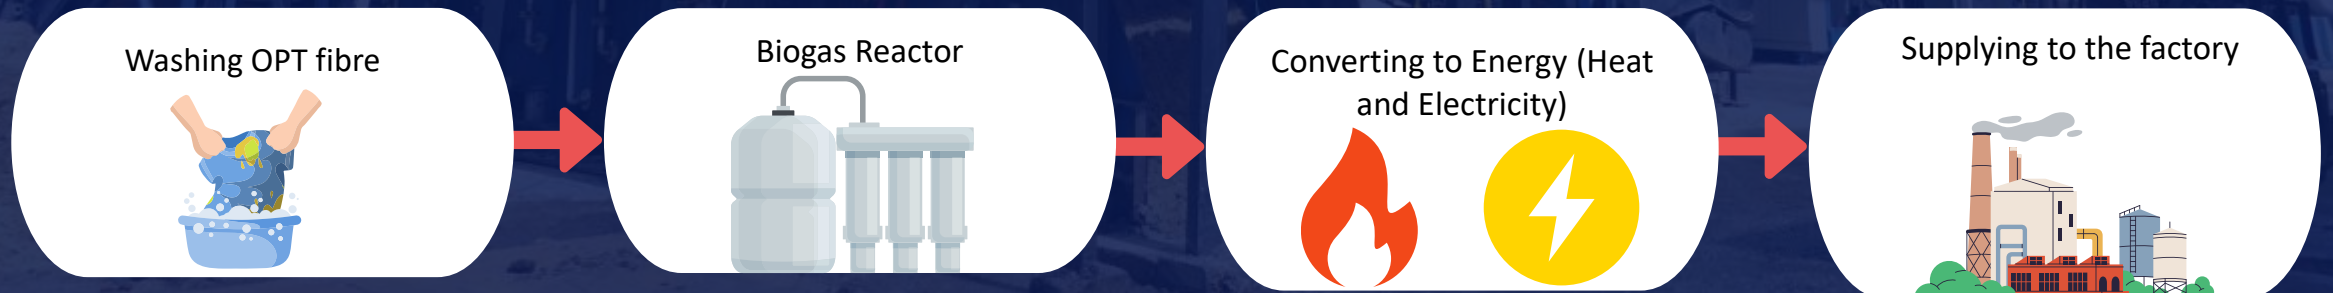 Washing OPT fibre
Biogas Reactor
Converting to Energy (Heat
and Electricity)
Supplying to the factory